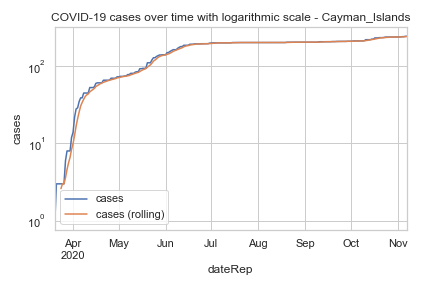 COVID-19 cases over time with logarithmic scale - Cayman_Islands
cases
10²
10¹
10⁰
cases
cases (rolling)
Apr May Jun Jul Aug Sep Oct Nov
2020
dateRep